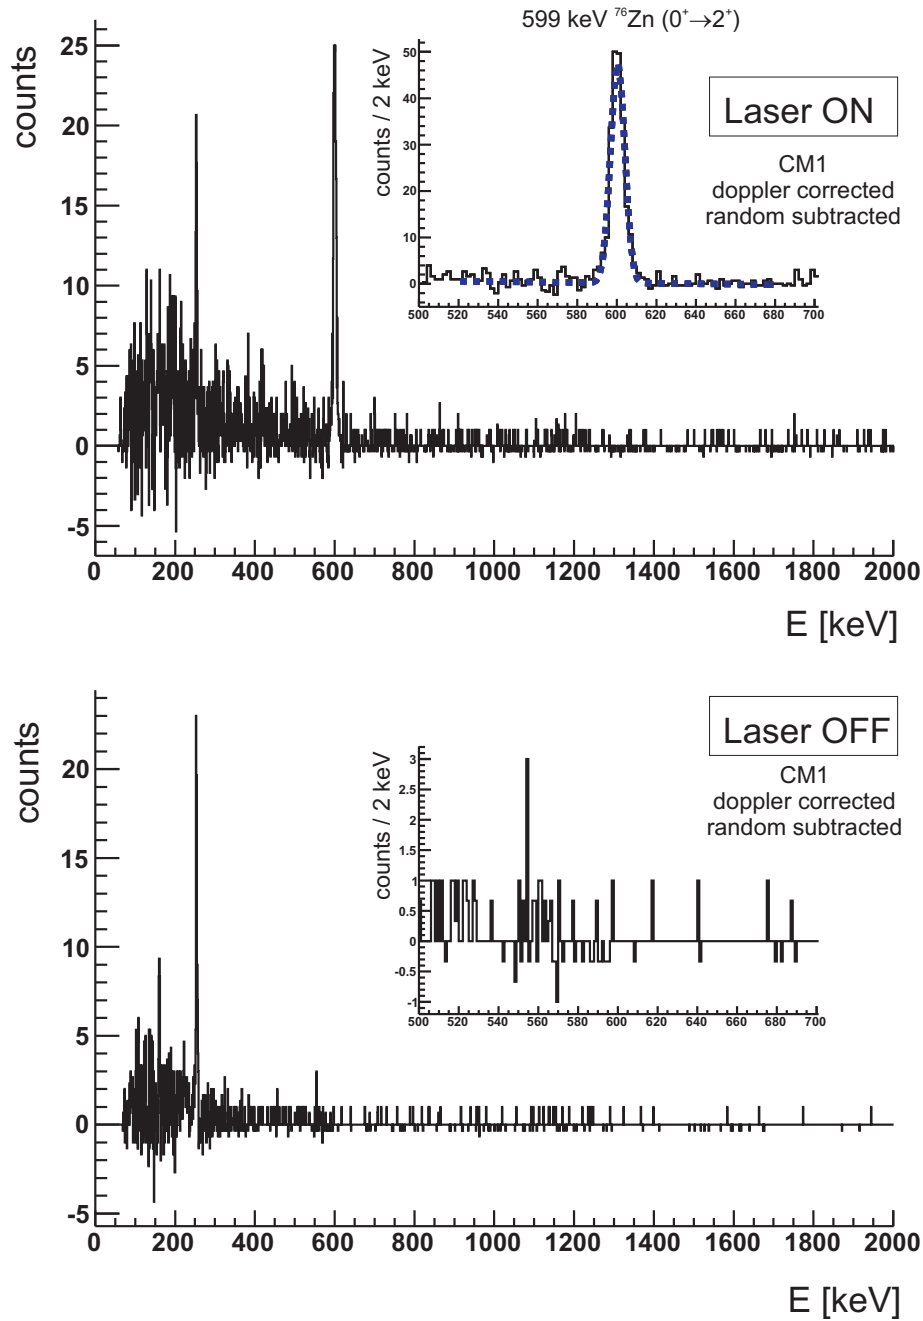 599 keV ⁷⁶Zn (0⁺→2⁺)
counts
25
20
15
10
5
0
-5
0 200 400 600 800 1000 1200 1400 1600 1800 2000
E [keV]
counts / 2 keV
50
40
30
20
10
0
500 520 540 560 580 600 620 640 660 680 700
Laser ON
CM1
doppler corrected
random subtracted
counts
20
15
10
5
0
-5
0 200 400 600 800 1000 1200 1400 1600 1800 2000
E [keV]
counts / 2 keV
3
2.5
2
1.5
1
0.5
0
-0.5
-1
500 520 540 560 580 600 620 640 660 680 700
Laser OFF
CM1
doppler corrected
random subtracted